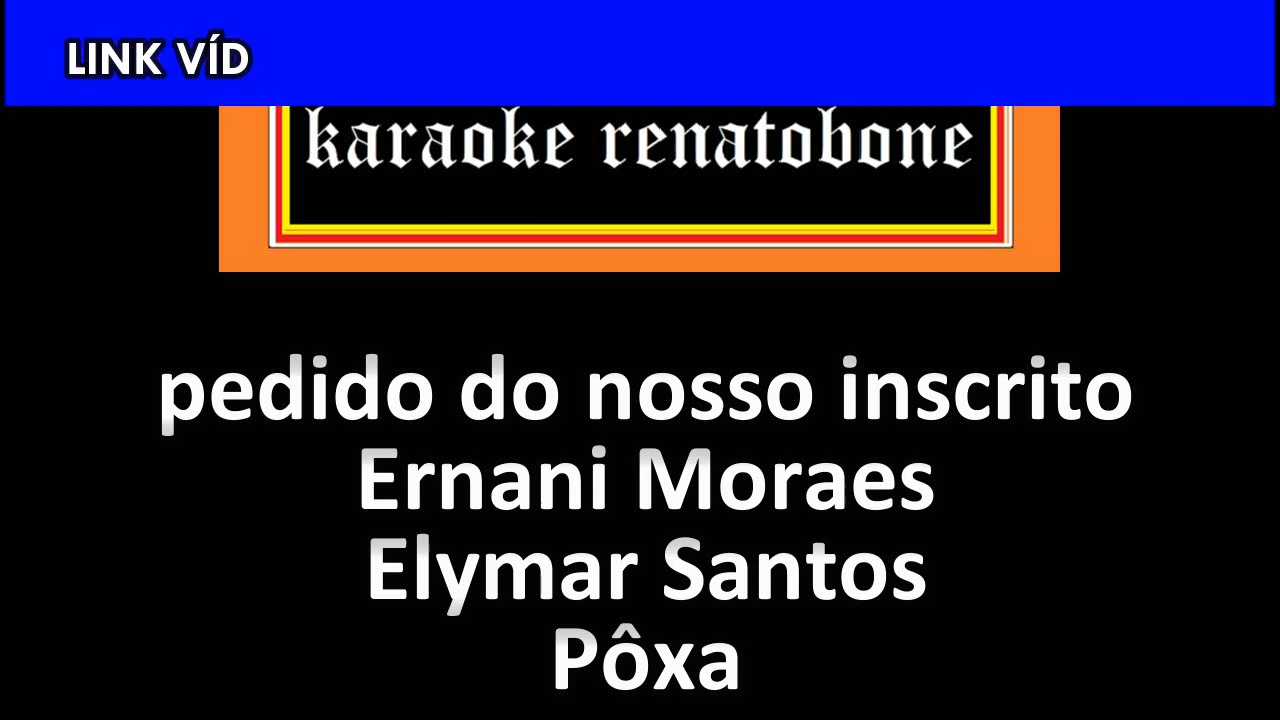 LINK VÍD
karaoke renatobone
pedido do nosso inscrito
Ernani Moraes
Elymar Santos
Pôxa